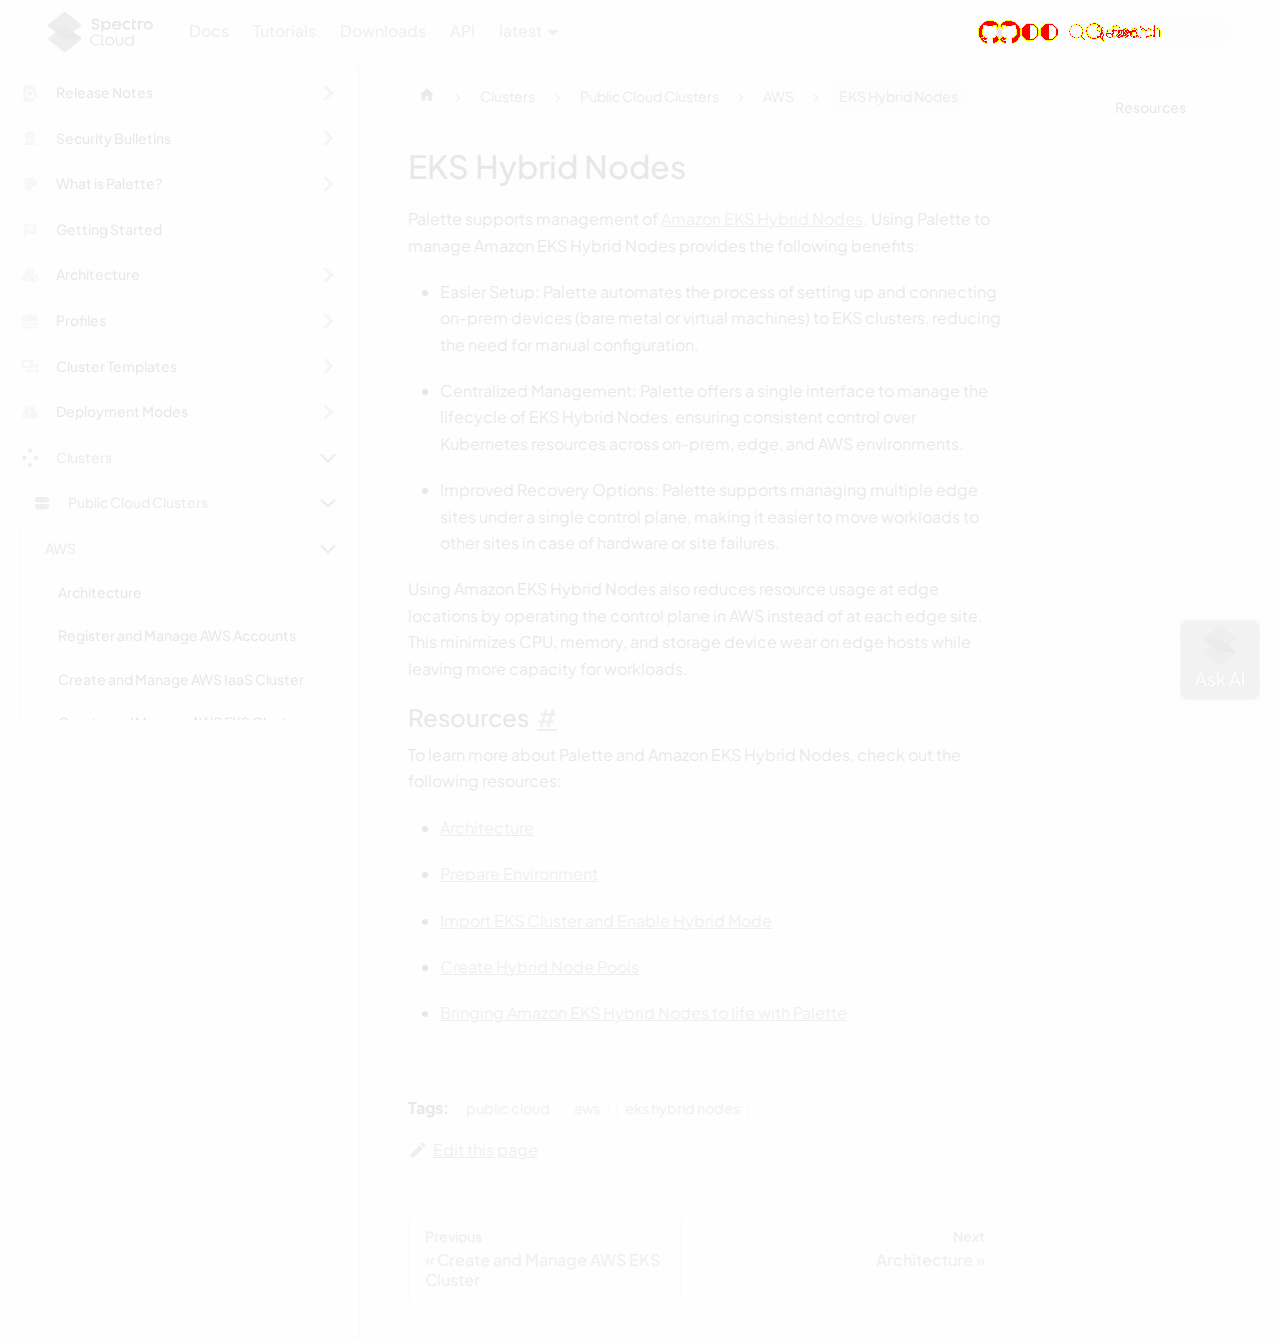 Spectro Cloud
Docs
Tutorials
Downloads
API
latest
Search
Release Notes
Security Bulletins
What is Palette?
Getting Started
Architecture
Profiles
Cluster Templates
Deployment Modes
Clusters
Public Cloud Clusters
AWS
Architecture
Register and Manage AWS Accounts
Create and Manage AWS IaaS Cluster
Clusters
Public Cloud Clusters
AWS
EKS Hybrid Nodes
EKS Hybrid Nodes
Palette supports management of Amazon EKS Hybrid Nodes. Using Palette to
manage Amazon EKS Hybrid Nodes provides the following benefits:
Easier Setup: Palette automates the process of setting up and connecting
on-prem devices (bare metal or virtual machines) to EKS clusters, reducing
the need for manual configuration.
Centralized Management: Palette offers a single interface to manage the
lifecycle of EKS Hybrid Nodes, ensuring consistent control over
Kubernetes resources across on-prem, edge, and AWS environments.
Improved Recovery Options: Palette supports managing multiple edge
sites under a single control plane, making it easier to move workloads to
other sites in case of hardware or site failures.
Using Amazon EKS Hybrid Nodes also reduces resource usage at edge
locations by operating the control plane in AWS instead of at each edge site.
This minimizes CPU, memory, and storage device wear on edge hosts while
leaving more capacity for workloads.
Resources #
To learn more about Palette and Amazon EKS Hybrid Nodes, check out the
following resources:
Architecture
Prepare Environment
Import EKS Cluster and Enable Hybrid Mode
Create Hybrid Node Pools
Bringing Amazon EKS Hybrid Nodes to life with Palette
Tags:
public cloud
aws
eks hybrid nodes
Edit this page
Previous
« Create and Manage AWS EKS
Cluster
Next
Architecture »
Resources
Ask AI